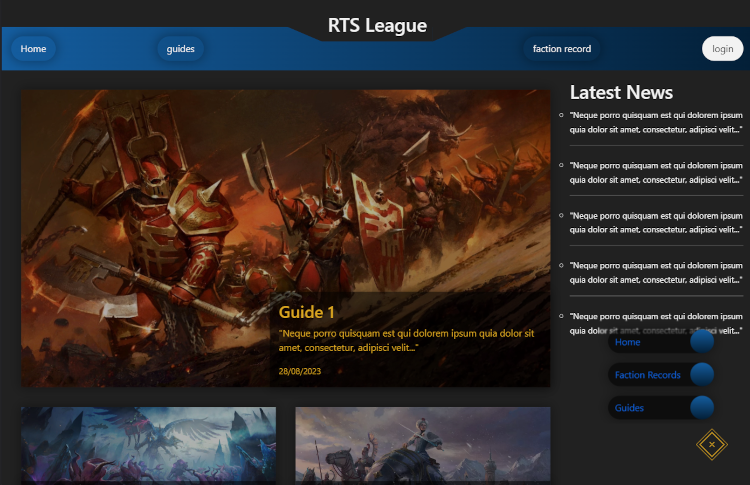 RTS League
Home
guides
faction record
login
Latest News
"Neque porro quisquam est qui dolorem ipsum
quia dolor sit amet, consectetur, adipisci velit..."
"Neque porro quisquam est qui dolorem ipsum
quia dolor sit amet, consectetur, adipisci velit..."
"Neque porro quisquam est qui dolorem ipsum
quia dolor sit amet, consectetur, adipisci velit..."
"Neque porro quisquam est qui dolorem ipsum
quia dolor sit amet, consectetur, adipisci velit..."
"Neque porro quisquam est qui dolorem ipsum
quia dolor sit amet, consectetur, adipisci velit..."
Guide 1
"Neque porro quisquam est qui dolorem ipsum quia dolor sit
amet, consectetur, adipisci velit..."
28/08/2023
Home
Faction Records
Guides